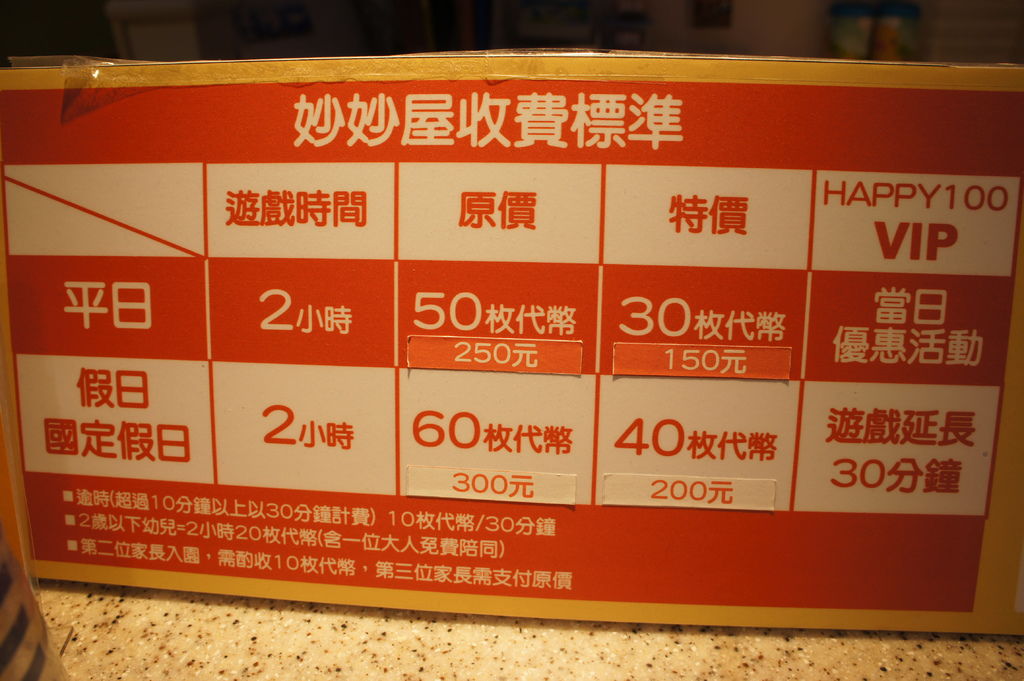 妙妙屋收費標準
遊戲時間 原價 特價 HAPPY100
VIP
平日 2小時 50枚代幣 30枚代幣 當日
優惠活動
250元 150元
假日
國定假日 2小時 60枚代幣 40枚代幣 遊戲延長
30分鐘
300元 200元
■逾時(超過10分鐘以上以30分鐘計費) 10枚代幣/30分鐘
■2歲以下幼兒=2小時20枚代幣(含一位大人免費陪同)
■第二位家長入園，需酌收10枚代幣，第三位家長需支付原價